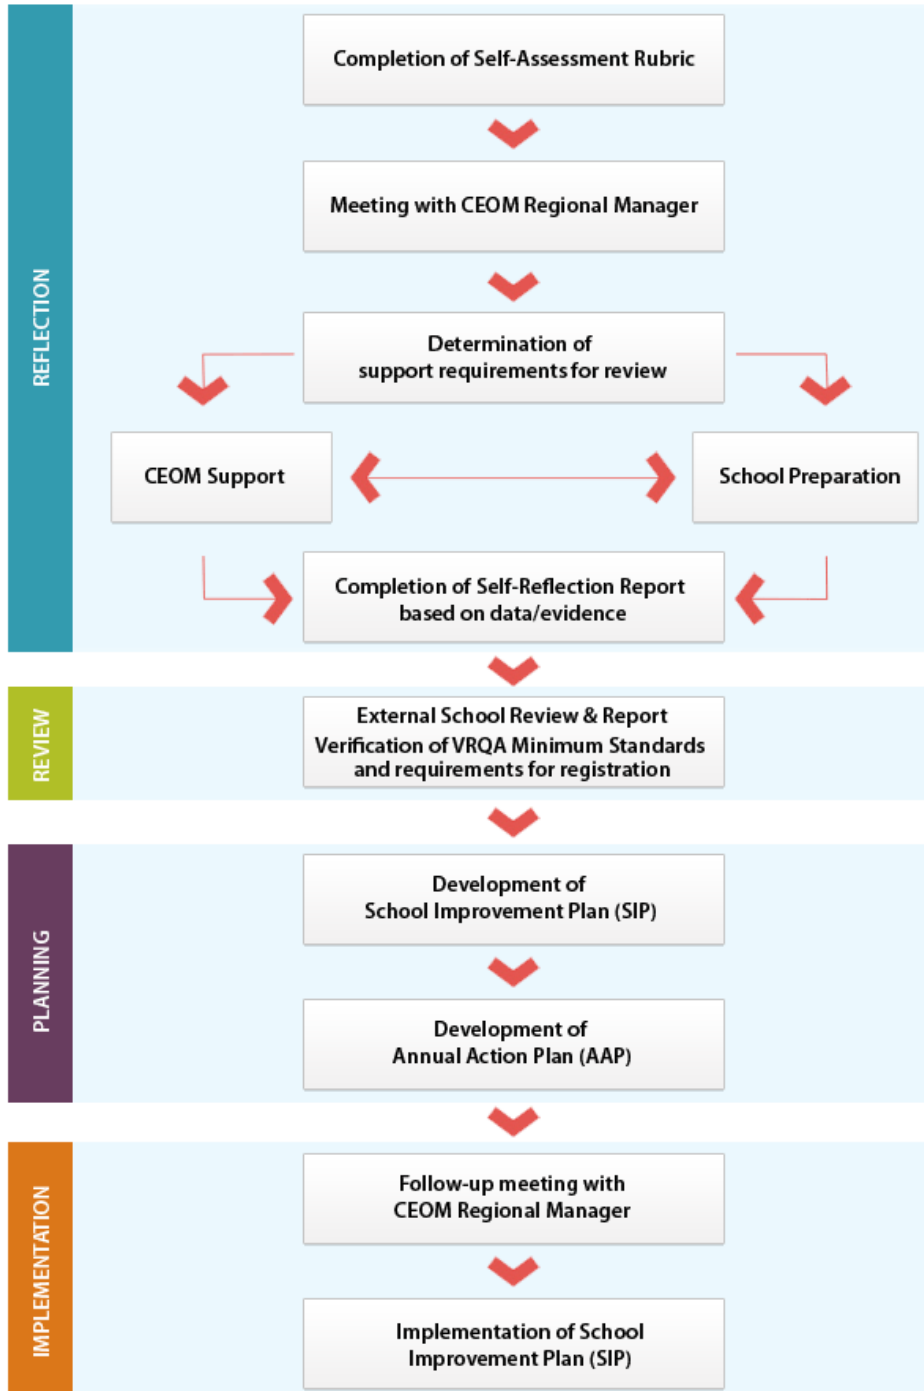 REFLECTION
Completion of Self-Assessment Rubric
Meeting with CEOM Regional Manager
Determination of
support requirements for review
CEOM Support
School Preparation
Completion of Self-Reflection Report
based on data/evidence
REVIEW
External School Review & Report
Verification of VRQA Minimum Standards
and requirements for registration
PLANNING
Development of
School Improvement Plan (SIP)
Development of
Annual Action Plan (AAP)
IMPLEMENTATION
Follow-up meeting with
CEOM Regional Manager
Implementation of School
Improvement Plan (SIP)